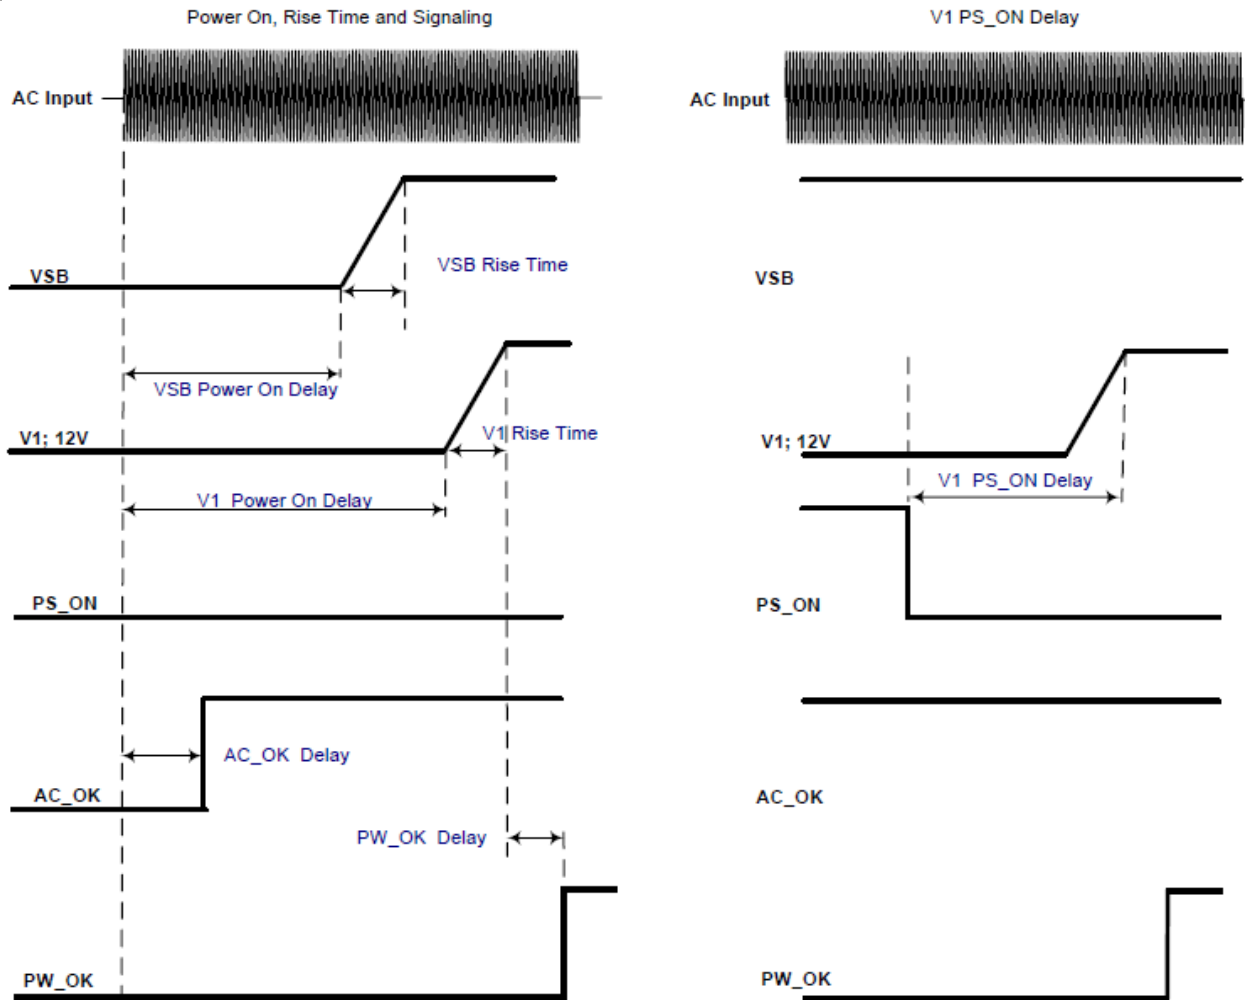 Power On, Rise Time and Signaling
AC Input
VSB
VSB Rise Time
VSB Power On Delay
V1; 12V
V1 Rise Time
V1 Power On Delay
PS_ON
AC_OK Delay
AC_OK
PW_OK Delay
PW_OK
V1 PS_ON Delay
AC Input
VSB
V1; 12V
V1 PS_ON Delay
PS_ON
AC_OK
PW_OK